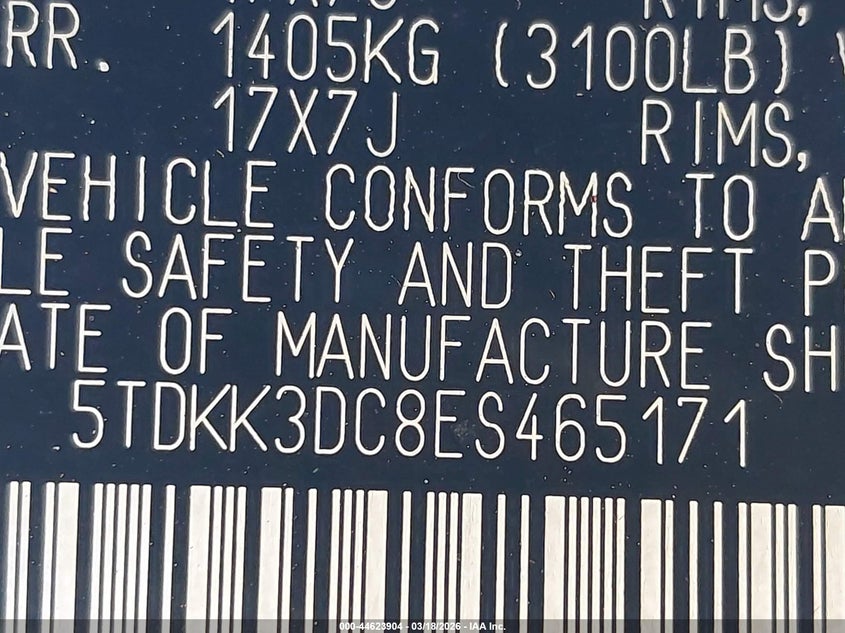 RIMS,
RR. 1405KG (3100LB)
17X7J RIMS,
VEHICLE CONFORMS TO A
LE SAFETY AND THEFT P
ATE OF MANUFACTURE SH
5TDKK3DC8ES465171
000-44623904 - 03/18/2026 - IAA Inc.